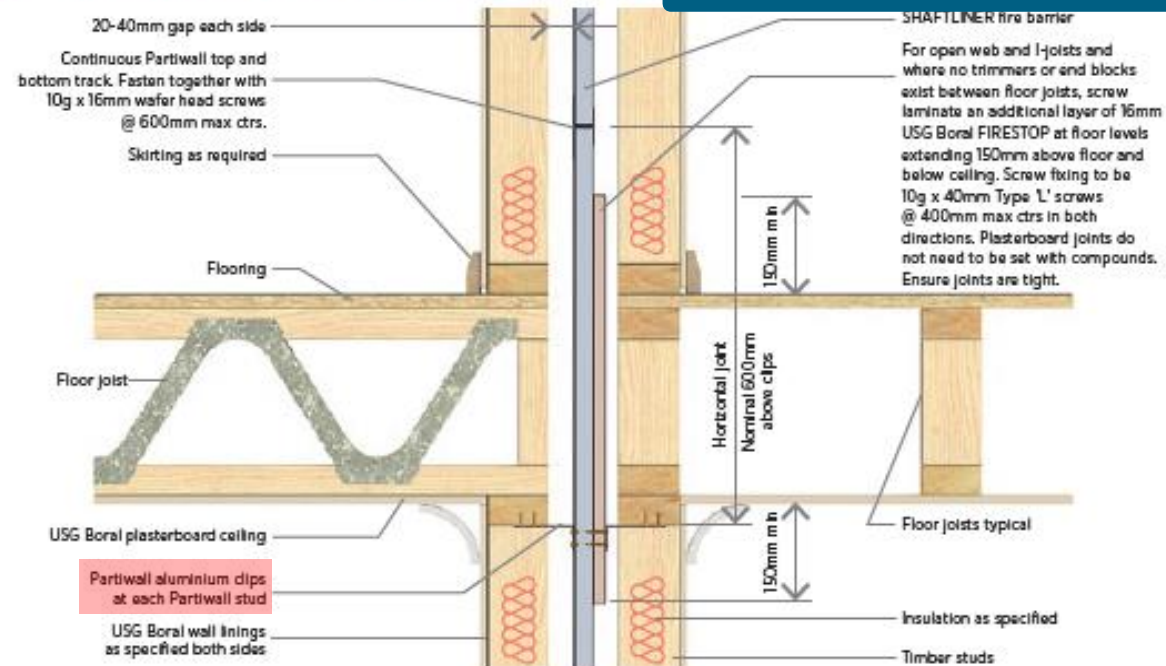 20-40mm gap each side
Continuous Partiwall top and
bottom track. Fasten together with
10g x 16mm wafer head screws
@ 600mm max ctrs.
Skirting as required
Flooring
Floor joist
USG Boral plasterboard ceiling
Partiwall aluminium clips
at each Partiwall stud
USG Boral wall linings
as specified both sides
SHAFTLINER fire barrier
For open web and I-joists and
where no trimmers or end blocks
exist between floor joists, screw
laminate an additional layer of 16mm
USG Boral FIRESTOP at floor levels
extending 150mm above floor and
below ceiling. Screw fixing to be
10g x 40mm Type 'L' screws
@ 400mm max ctrs in both
directions. Plasterboard joints do
not need to be set with compounds.
Ensure joints are tight.
150mm min
Horizontal joint
Nominal 600mm
above clips
150mm min
Floor joists typical
Insulation as specified
Timber studs